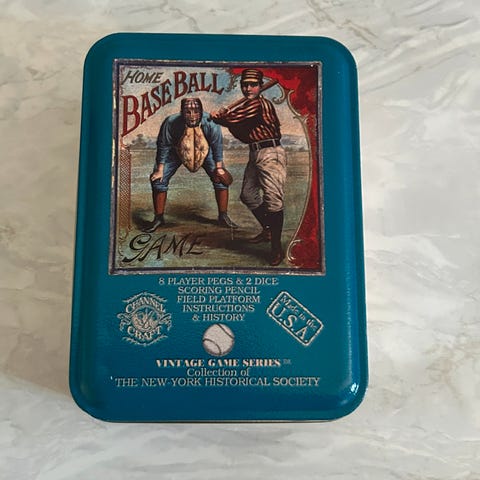 HOME
BASE BALL
GAME
8 PLAYER PEGS & 2 DICE
SCORING PENCIL
FIELD PLATFORM
INSTRUCTIONS
& HISTORY
CHANNEL
CRAFT
Made in the
U.S.A.
VINTAGE GAME SERIES™
Collection of
THE NEW-YORK HISTORICAL SOCIETY